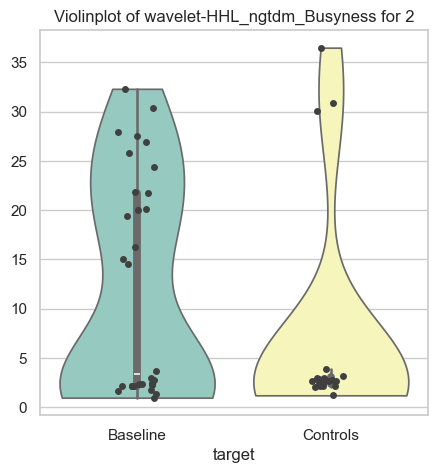 Violinplot of wavelet-HHL_ngtdm_Busyness for 2
35
30
25
20
15
10
5
0
Baseline Controls
target